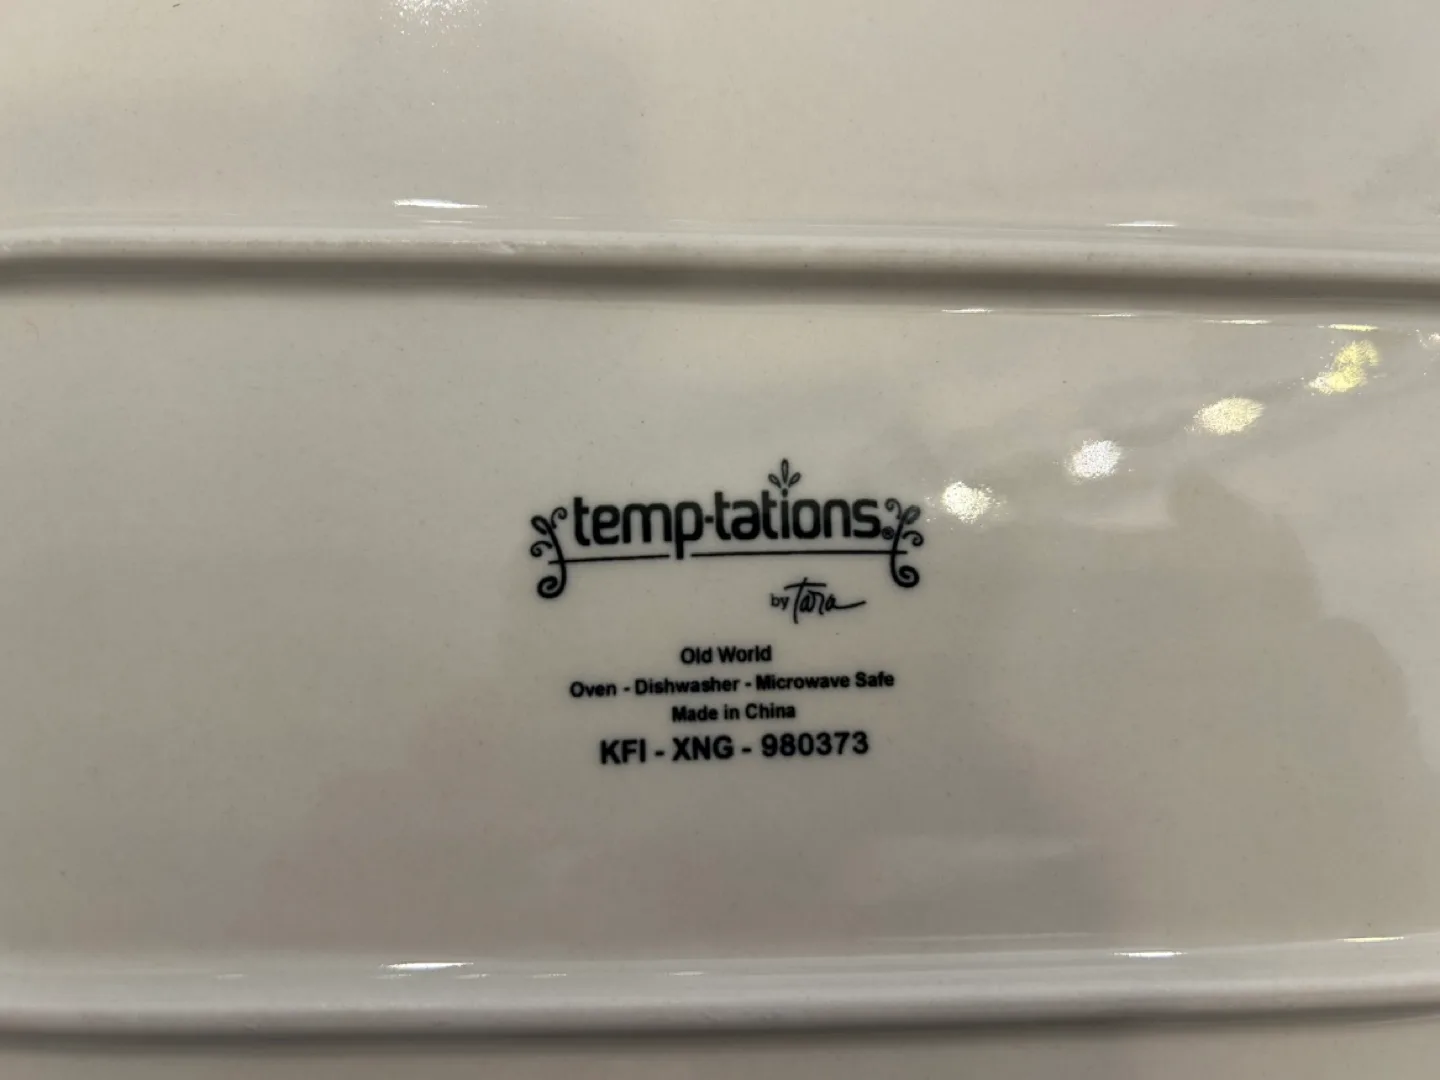 temp-tations®
by Tara
Old World
Oven - Dishwasher - Microwave Safe
Made in China
KFI - XNG - 980373